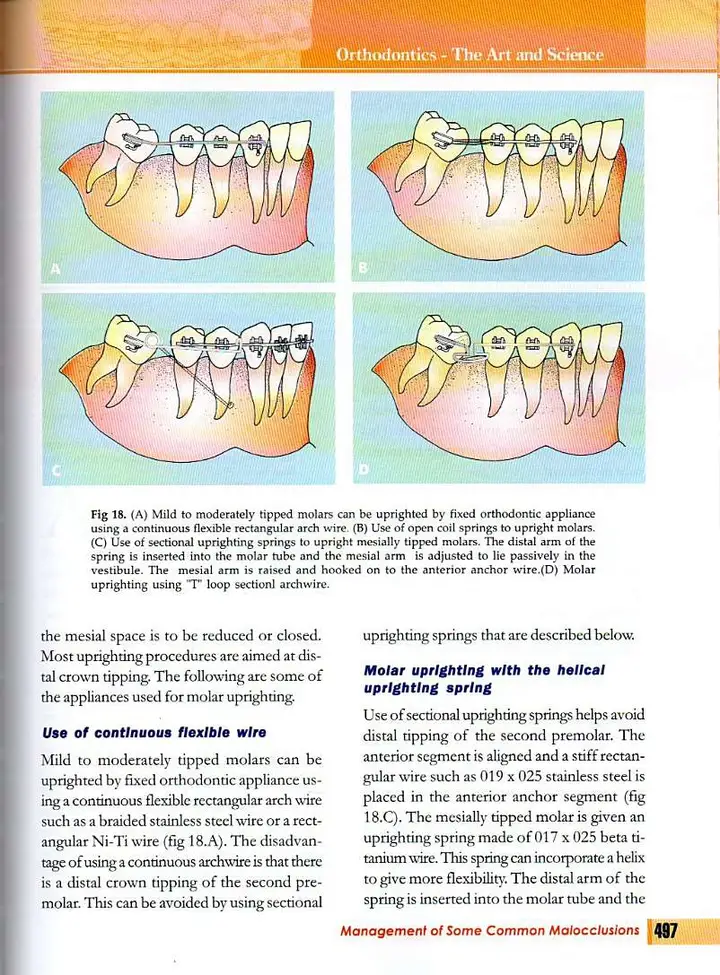 Orthodontics - The Art and Science
A
B
C
D
Fig 18. (A) Mild to moderately tipped molars can be uprighted by fixed orthodontic appliance
using a continuous flexible rectangular arch wire. (B) Use of open coil springs to upright molars.
(C) Use of sectional uprighting springs to upright mesially tipped molars. The distal arm of the
spring is inserted into the molar tube and the mesial arm is adjusted to lie passively in the
vestibule. The mesial arm is raised and hooked on to the anterior anchor wire.(D) Molar
uprighting using "T" loop sectionl archwire.
the mesial space is to be reduced or closed.
Most uprighting procedures are aimed at dis-
tal crown tipping. The following are some of
the appliances used for molar uprighting.
Use of continuous flexible wire
Mild to moderately tipped molars can be
uprighted by fixed orthodontic appliance us-
ing a continuous flexible rectangular arch wire
such as a braided stainless steel wire or a rect-
angular Ni-Ti wire (fig 18.A). The disadvan-
tage of using a continuous archwire is that there
is a distal crown tipping of the second pre-
molar. This can be avoided by using sectional
uprighting springs that are described below.
Molar uprighting with the helical
uprighting spring
Use of sectional uprighting springs helps avoid
distal tipping of the second premolar. The
anterior segment is aligned and a stiff rectan-
gular wire such as 019 x 025 stainless steel is
placed in the anterior anchor segment (fig
18.C). The mesially tipped molar is given an
uprighting spring made of 017 x 025 beta ti-
tanium wire. This spring can incorporate a helix
to give more flexibility. The distal arm of the
spring is inserted into the molar tube and the
Management of Some Common Malocclusions 497